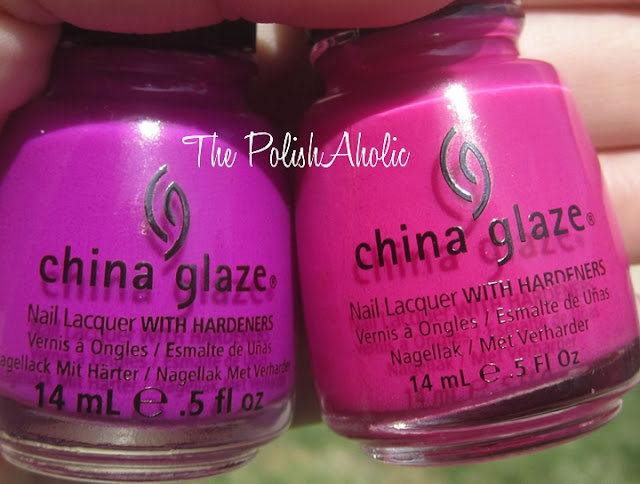 The PolishAholic
china glaze®
Nail Lacquer WITH HARDENERS
Vernis à Ongles / Esmalte de Uñas
Nagellack Mit Härter / Nagellak Met Verharder
14 mL ℮ .5 fl oz
china glaze®
Nail Lacquer WITH HARDENERS
Vernis à Ongles / Esmalte de Uñas
Nagellak / Met Verharder
14 mL ℮ .5 Fl Oz